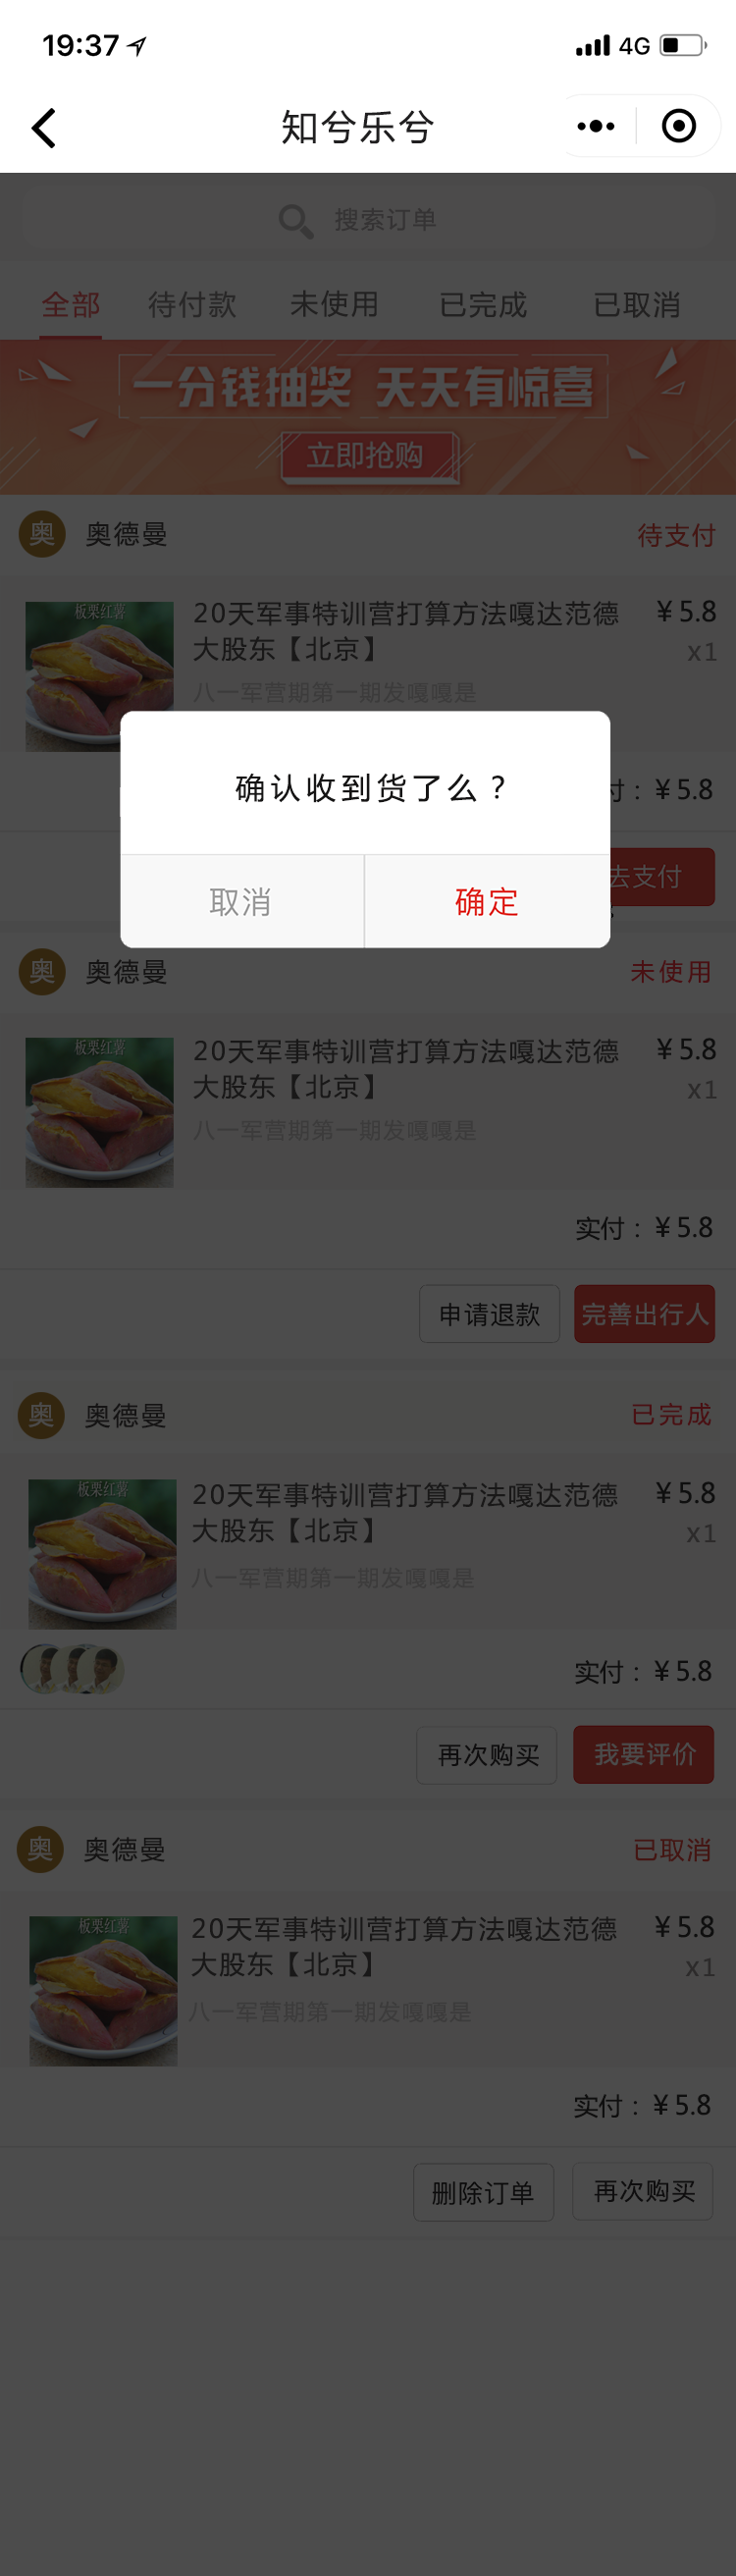 19:37
4G
知兮乐兮
搜索订单
全部 待付款 未使用 已完成 已取消
一分钱抽奖 天天有惊喜
立即抢购
奥 奥德曼 待支付
板栗红薯
20天军事特训营打算方法嘎达范德 ¥5.8
大股东【北京】 x1
八一军营期第一期发嘎嘎是
付：¥5.8
确认收到货了么？
取消 确定
去支付
奥 奥德曼 未使用
板栗红薯
20天军事特训营打算方法嘎达范德 ¥5.8
大股东【北京】 x1
八一军营期第一期发嘎嘎是
实付：¥5.8
申请退款 完善出行人
奥 奥德曼 已完成
板栗红薯
20天军事特训营打算方法嘎达范德 ¥5.8
大股东【北京】 x1
八一军营期第一期发嘎嘎是
实付：¥5.8
再次购买 我要评价
奥 奥德曼 已取消
板栗红薯
20天军事特训营打算方法嘎达范德 ¥5.8
大股东【北京】 x1
八一军营期第一期发嘎嘎是
实付：¥5.8
删除订单 再次购买